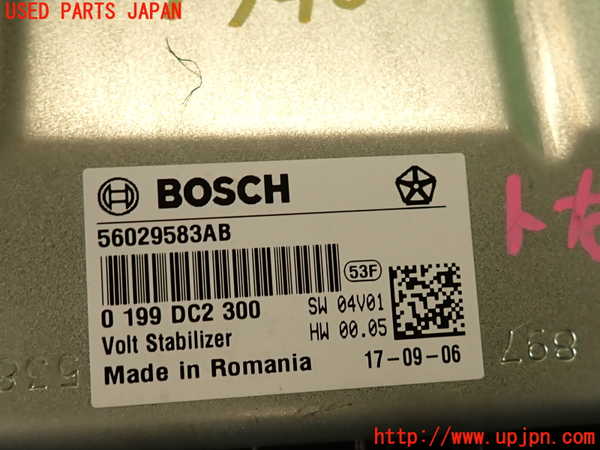 USED PARTS JAPAN
BOSCH
56029583AB
53F
0 199 DC2 300
SW 04V01
Volt Stabilizer
HW 00.05
Made in Romania
17-09-06
897
http://www.upjpn.com/